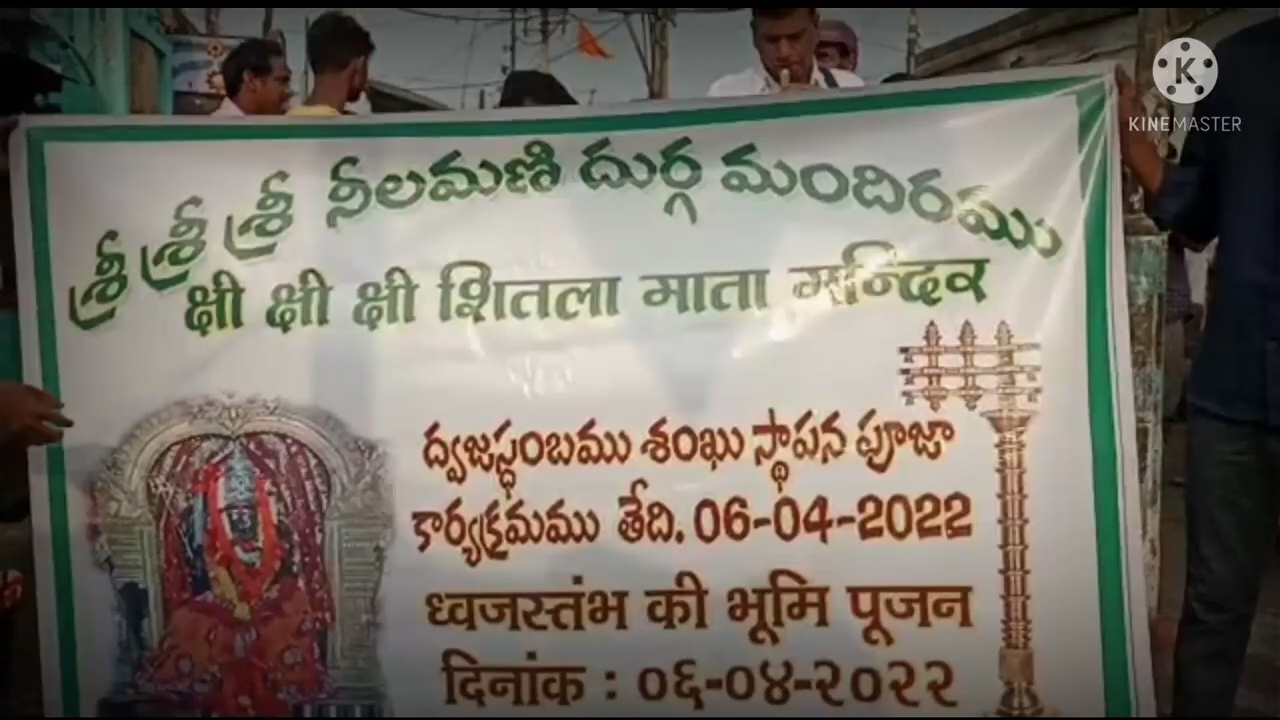 KINEMASTER
శ్రీ శ్రీ శ్రీ నీలమణి దుర్గ మందిరము
క్षी क्षी क्षी शितला माता मन्दिर
ద్వజస్థంబము శంఖు స్థాపన పూజా
కార్యక్రమము తేది. 06-04-2022
ध्वजस्तंभ की भूमि पूजन
दिनांक : ०६-०४-२०२२